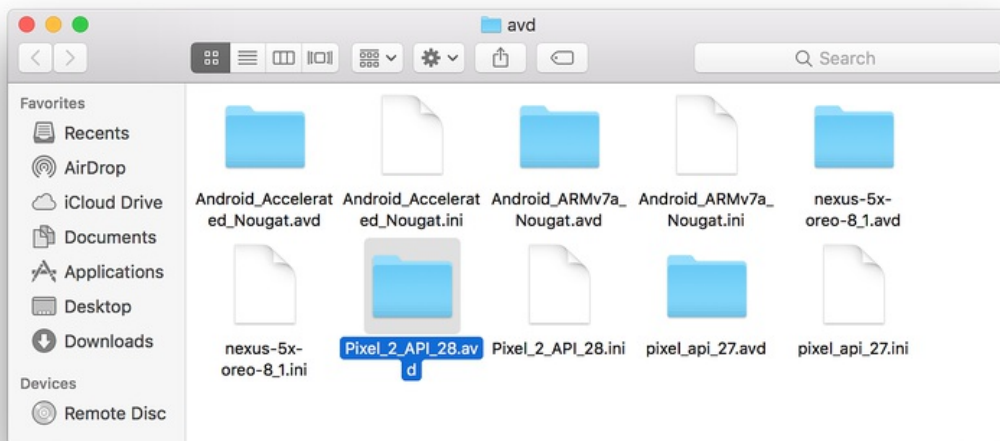 avd
Search
Favorites
Recents
AirDrop
iCloud Drive
Documents
Applications
Desktop
Downloads
Devices
Remote Disc
Android_Accelerat
ed_Nougat.avd
Android_Accelerat
ed_Nougat.ini
Android_ARMv7a_
Nougat.avd
Android_ARMv7a_
Nougat.ini
nexus-5x-
oreo-8_1.avd
nexus-5x-
oreo-8_1.ini
Pixel_2_API_28.av
d
Pixel_2_API_28.ini
pixel_api_27.avd
pixel_api_27.ini